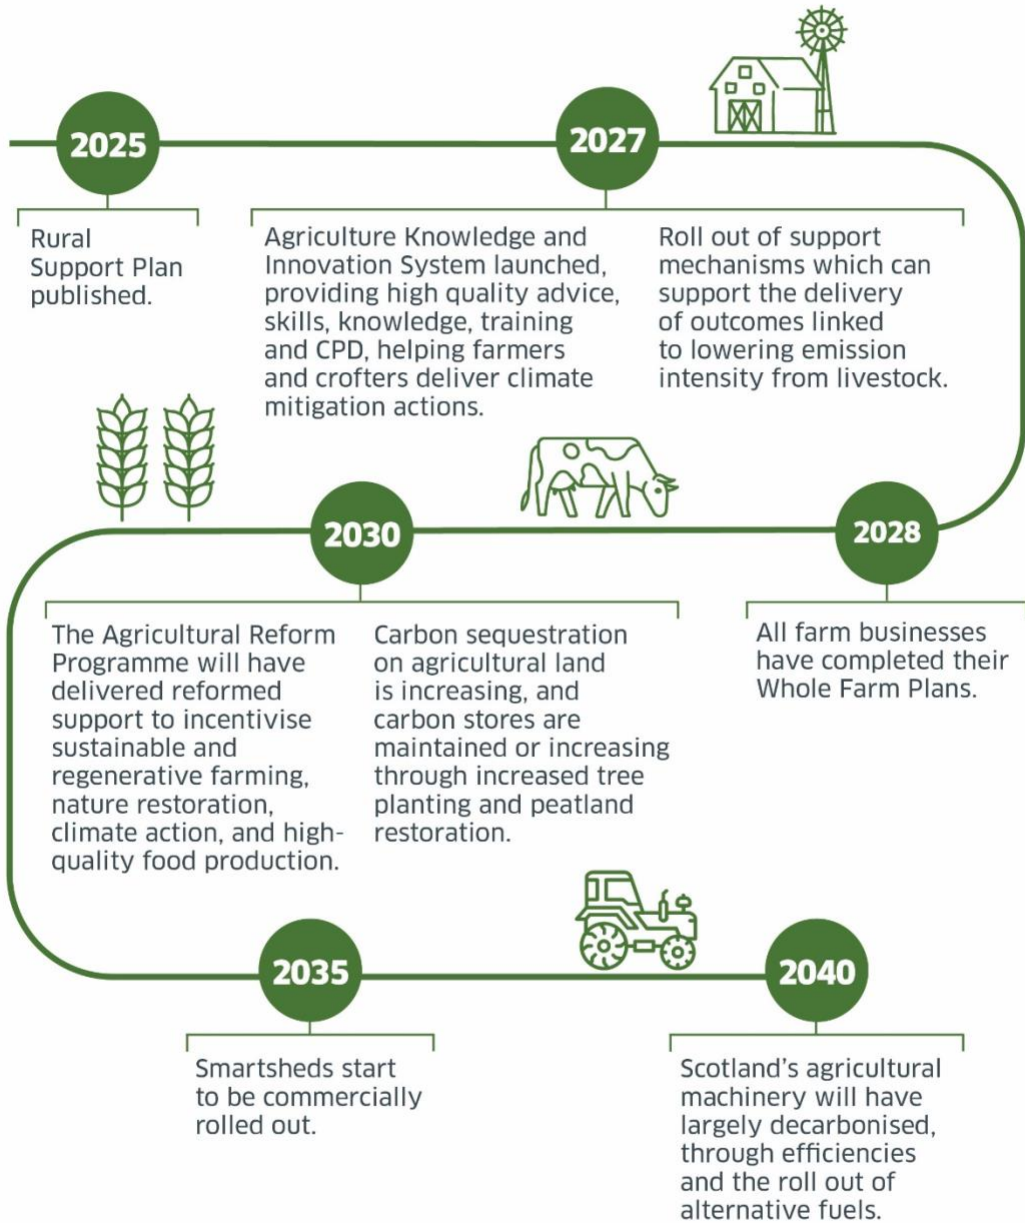 2025
Rural
Support Plan
published.
2027
Agriculture Knowledge and
Innovation System launched,
providing high quality advice,
skills, knowledge, training
and CPD, helping farmers
and crofters deliver climate
mitigation actions.
Roll out of support
mechanisms which can
support the delivery
of outcomes linked
to lowering emission
intensity from livestock.
2028
All farm businesses
have completed their
Whole Farm Plans.
2030
The Agricultural Reform
Programme will have
delivered reformed
support to incentivise
sustainable and
regenerative farming,
nature restoration,
climate action, and high-
quality food production.
Carbon sequestration
on agricultural land
is increasing, and
carbon stores are
maintained or increasing
through increased tree
planting and peatland
restoration.
2035
Smartsheds start
to be commercially
rolled out.
2040
Scotland's agricultural
machinery will have
largely decarbonised,
through efficiencies
and the roll out of
alternative fuels.